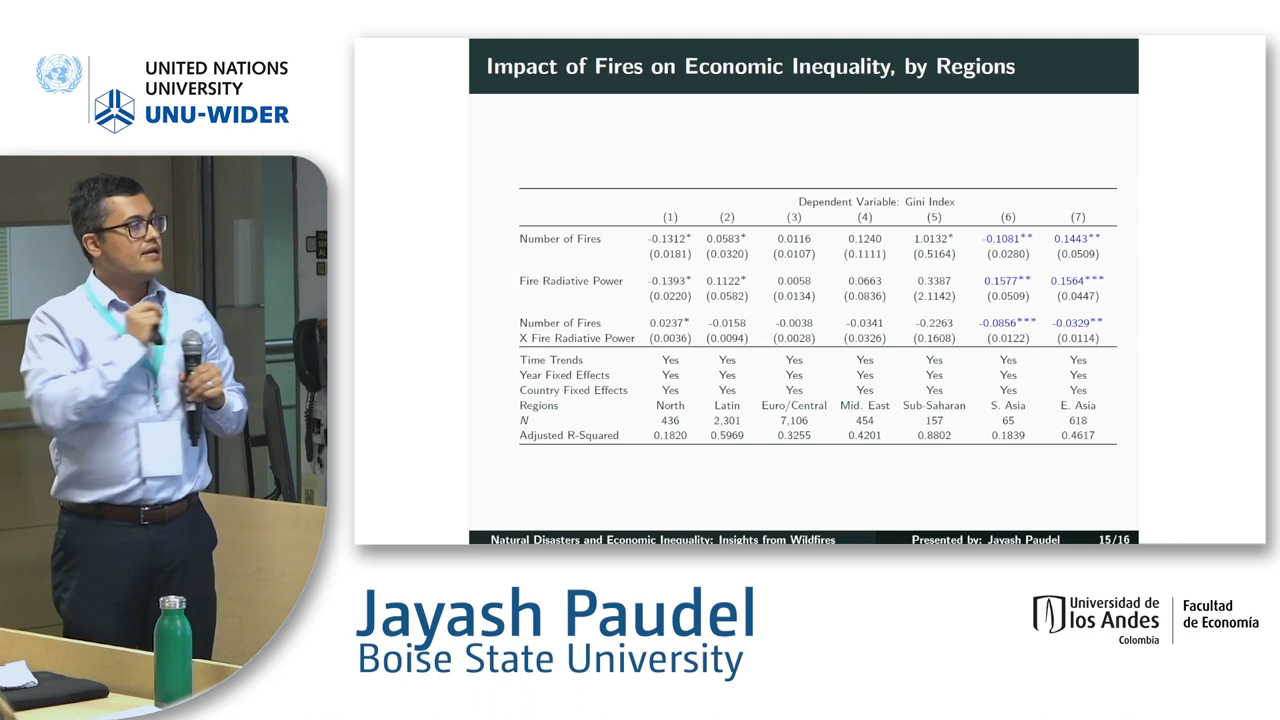 UNITED NATIONS
UNIVERSITY
UNU-WIDER
Impact of Fires on Economic Inequality, by Regions
Dependent Variable: Gini Index
(1) (2) (3) (4) (5) (6) (7)
Number of Fires -0.1312* 0.0583* 0.0116 0.1240 1.0132* -0.1081** 0.1443**
(0.0181) (0.0320) (0.0107) (0.1111) (0.5164) (0.0280) (0.0509)
Fire Radiative Power -0.1393* 0.1122* 0.0058 0.0663 0.3387 0.1577** 0.1564***
(0.0220) (0.0582) (0.0134) (0.0836) (2.1142) (0.0509) (0.0447)
Number of Fires 0.0237* -0.0158 -0.0038 -0.0341 -0.2263 -0.0856*** -0.0329**
X Fire Radiative Power (0.0036) (0.0094) (0.0028) (0.0326) (0.1608) (0.0122) (0.0114)
Time Trends Yes Yes Yes Yes Yes Yes Yes
Year Fixed Effects Yes Yes Yes Yes Yes Yes Yes
Country Fixed Effects Yes Yes Yes Yes Yes Yes Yes
Regions North Latin Euro/Central Mid. East Sub-Saharan S. Asia E. Asia
N 436 2,301 7,106 454 157 65 618
Adjusted R-Squared 0.1820 0.5969 0.3255 0.4201 0.8802 0.1839 0.4617
Natural Disasters and Economic Inequality: Insights from Wildfires Presented by: Jayash Paudel 15/16
Jayash Paudel
Boise State University
Universidad de
los Andes
Colombia
Facultad
de Economía